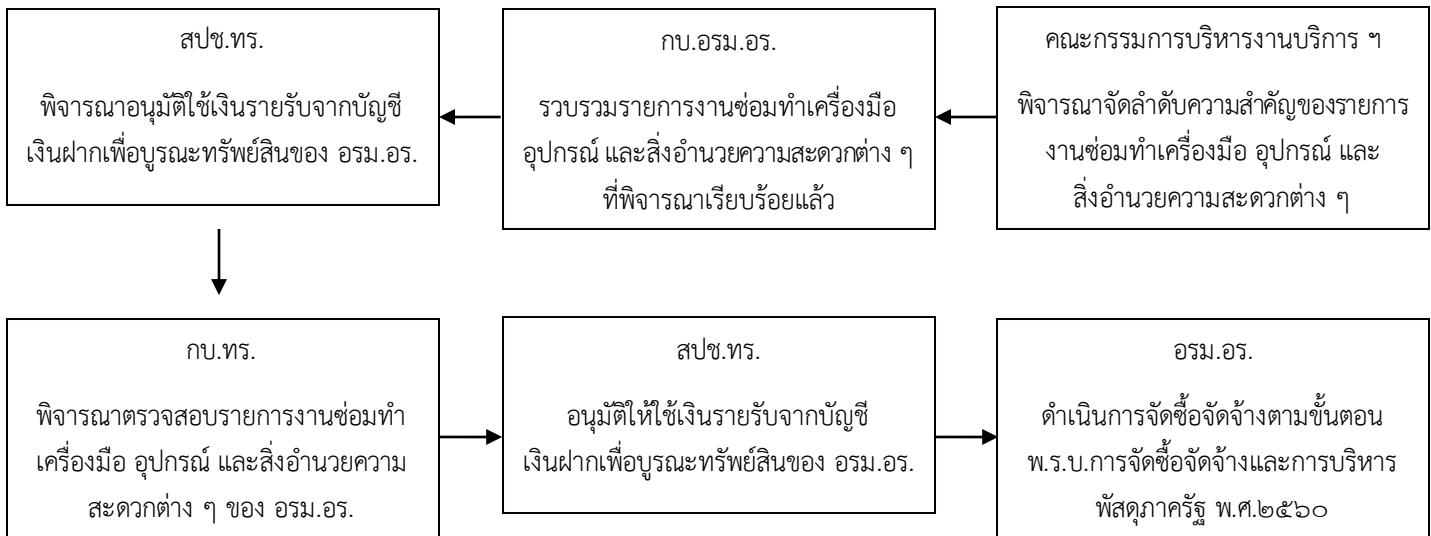 สปช.ทร.
พิจารณาอนุมัติใช้เงินรายรับจากบัญชี
เงินฝากเพื่อบูรณะทรัพย์สินของ อรม.อร.
กบ.อรม.อร.
รวบรวมรายการงานซ่อมทำเครื่องมือ
อุปกรณ์ และสิ่งอำนวยความสะดวกต่าง ๆ
ที่พิจารณาเรียบร้อยแล้ว
คณะกรรมการบริหารงานบริการ ฯ
พิจารณาจัดลำดับความสำคัญของรายการ
งานซ่อมทำเครื่องมือ อุปกรณ์ และ
สิ่งอำนวยความสะดวกต่าง ๆ
กบ.ทร.
พิจารณาตรวจสอบรายการงานซ่อมทำ
เครื่องมือ อุปกรณ์ และสิ่งอำนวยความ
สะดวกต่าง ๆ ของ อรม.อร.
สปช.ทร.
อนุมัติให้ใช้เงินรายรับจากบัญชี
เงินฝากเพื่อบูรณะทรัพย์สินของ อรม.อร.
อรม.อร.
ดำเนินการจัดซื้อจัดจ้างตามขั้นตอน
พ.ร.บ.การจัดซื้อจัดจ้างและการบริหาร
พัสดุภาครัฐ พ.ศ.๒๕๖๐